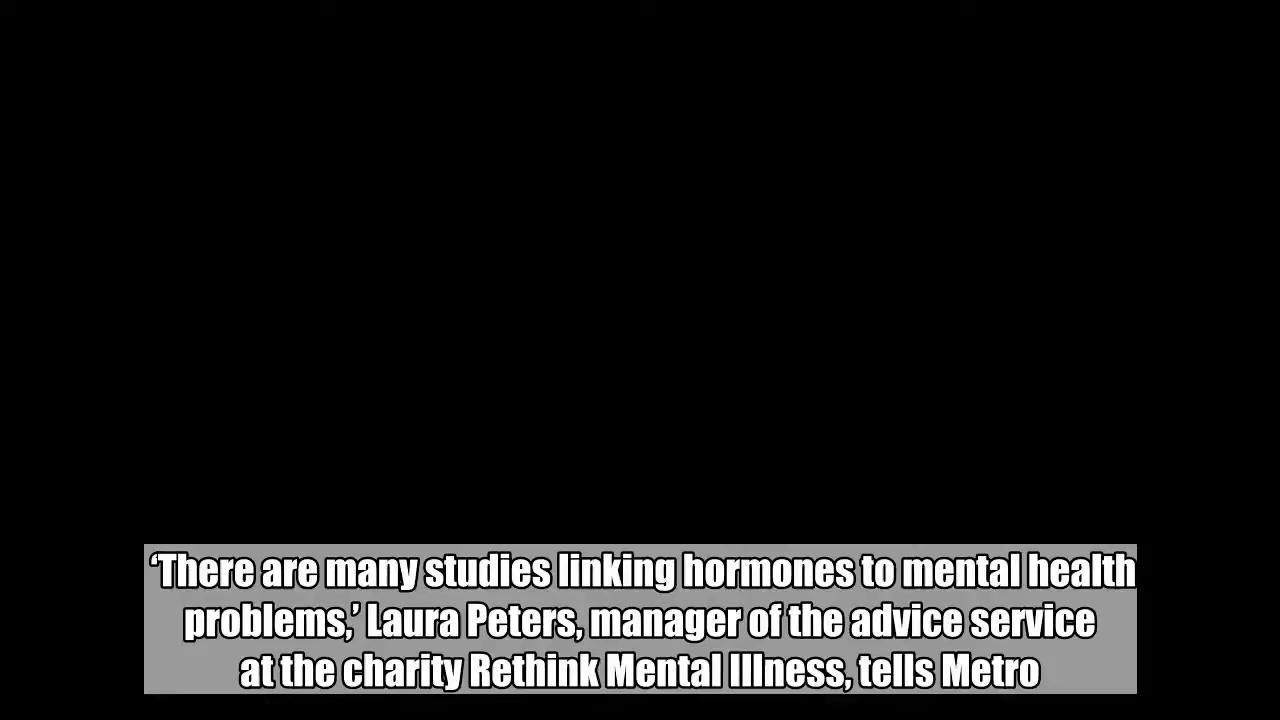 ‘There are many studies linking hormones to mental health
problems,’ Laura Peters, manager of the advice service
at the charity Rethink Mental Illness, tells Metro